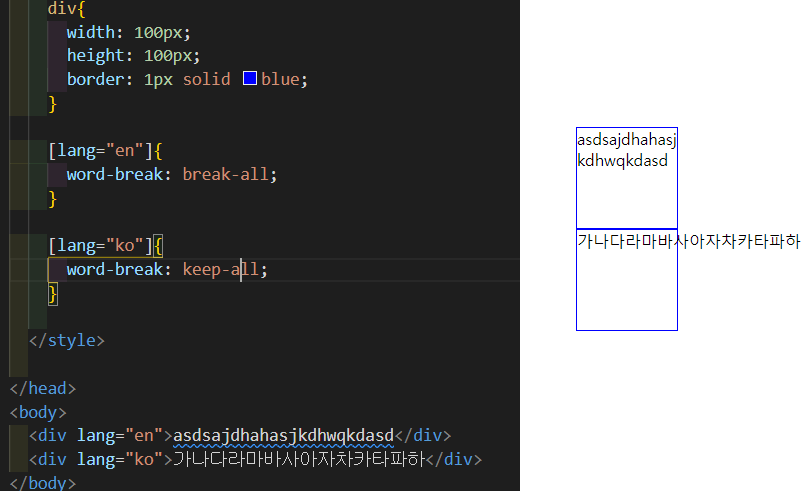 div{
width: 100px;
height: 100px;
border: 1px solid blue;
}
[lang="en"]{
word-break: break-all;
}
[lang="ko"]{
word-break: keep-all;
}
</style>
</head>
<body>
<div lang="en">asdsajdhahasjkdhwqkdasd</div>
<div lang="ko">가나다라마바사아자차카타파하</div>
</body>
asdsajdhahasj
kdhwqkdasd
가나다라마바사아자차카타파하